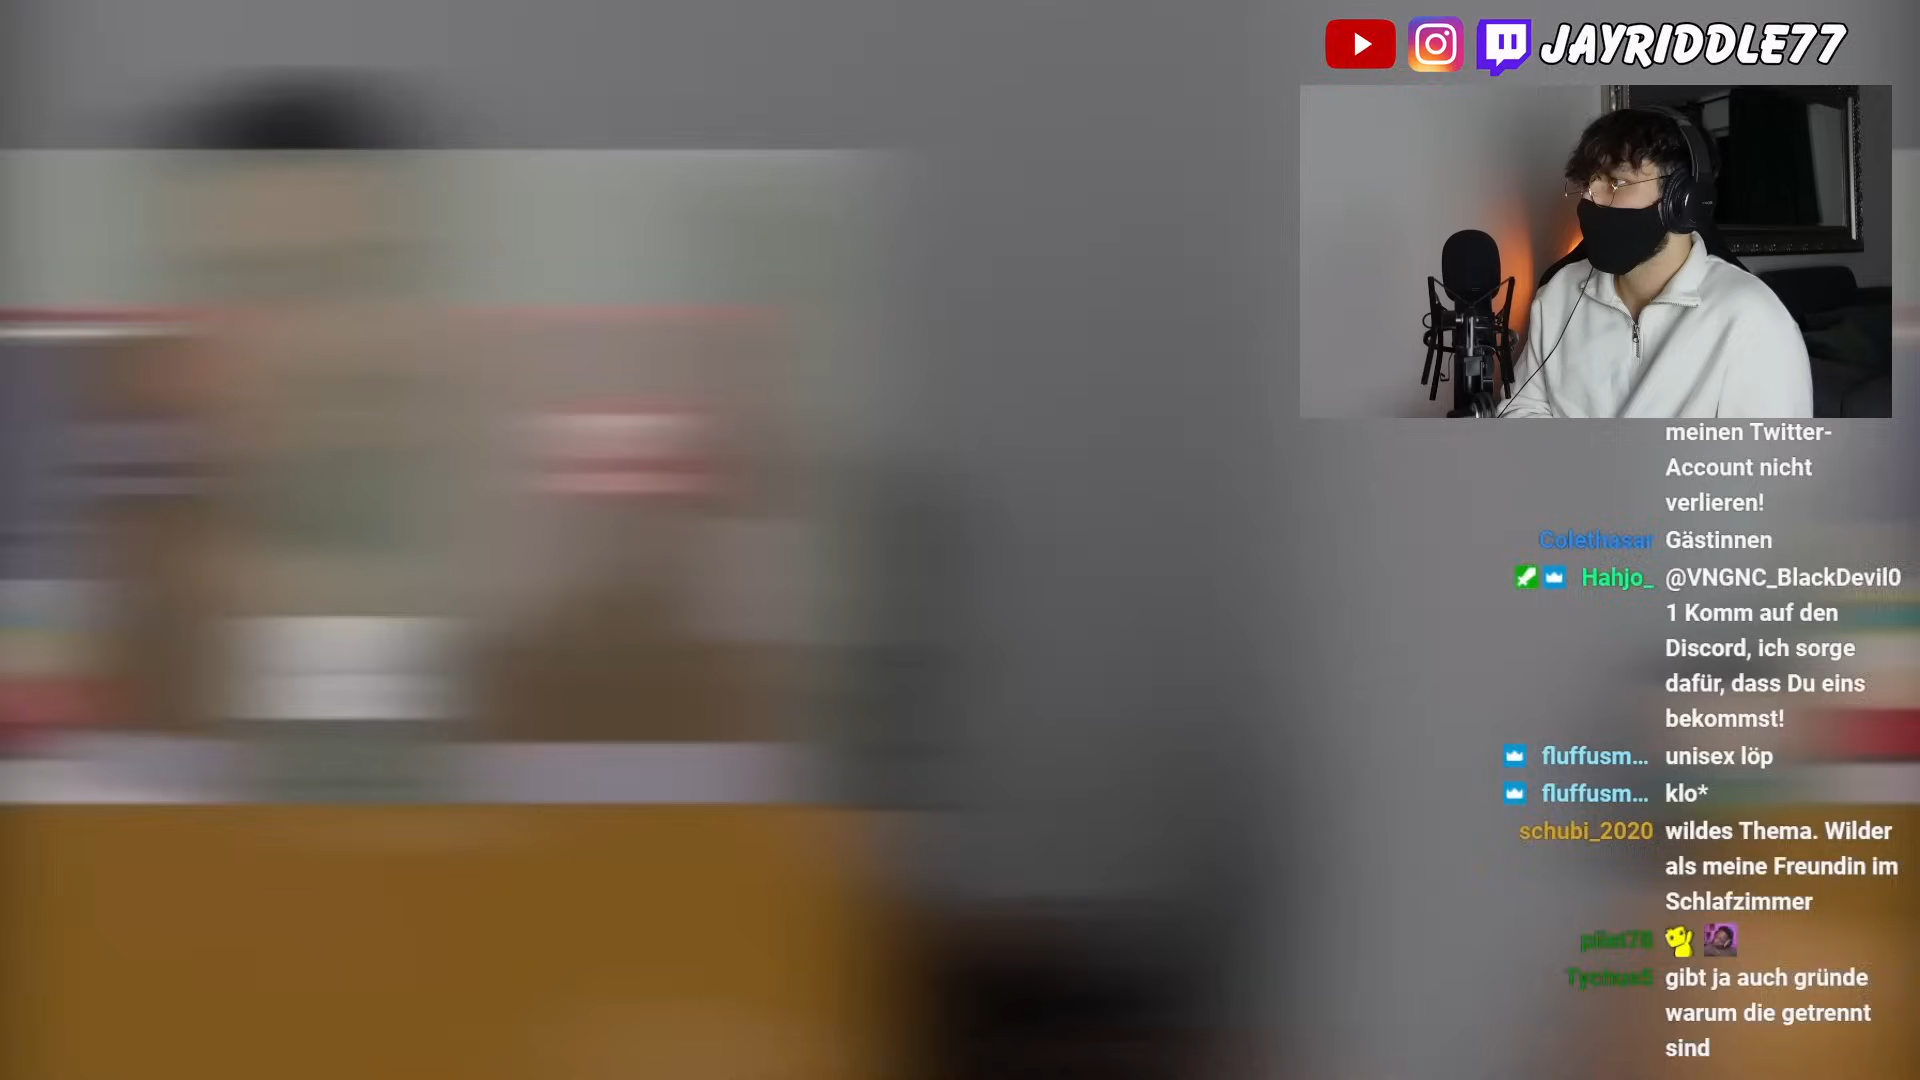 JAYRIDDLE77
meinen Twitter-
Account nicht
verlieren!
Colethasar Gästinnen
Hahjo_ @VNGNC_BlackDevil0
1 Komm auf den
Discord, ich sorge
dafür, dass Du eins
bekommst!
fluffusm... unisex löp
fluffusm... klo*
schubi_2020 wildes Thema. Wilder
als meine Freundin im
Schlafzimmer
gibt ja auch gründe
warum die getrennt
sind